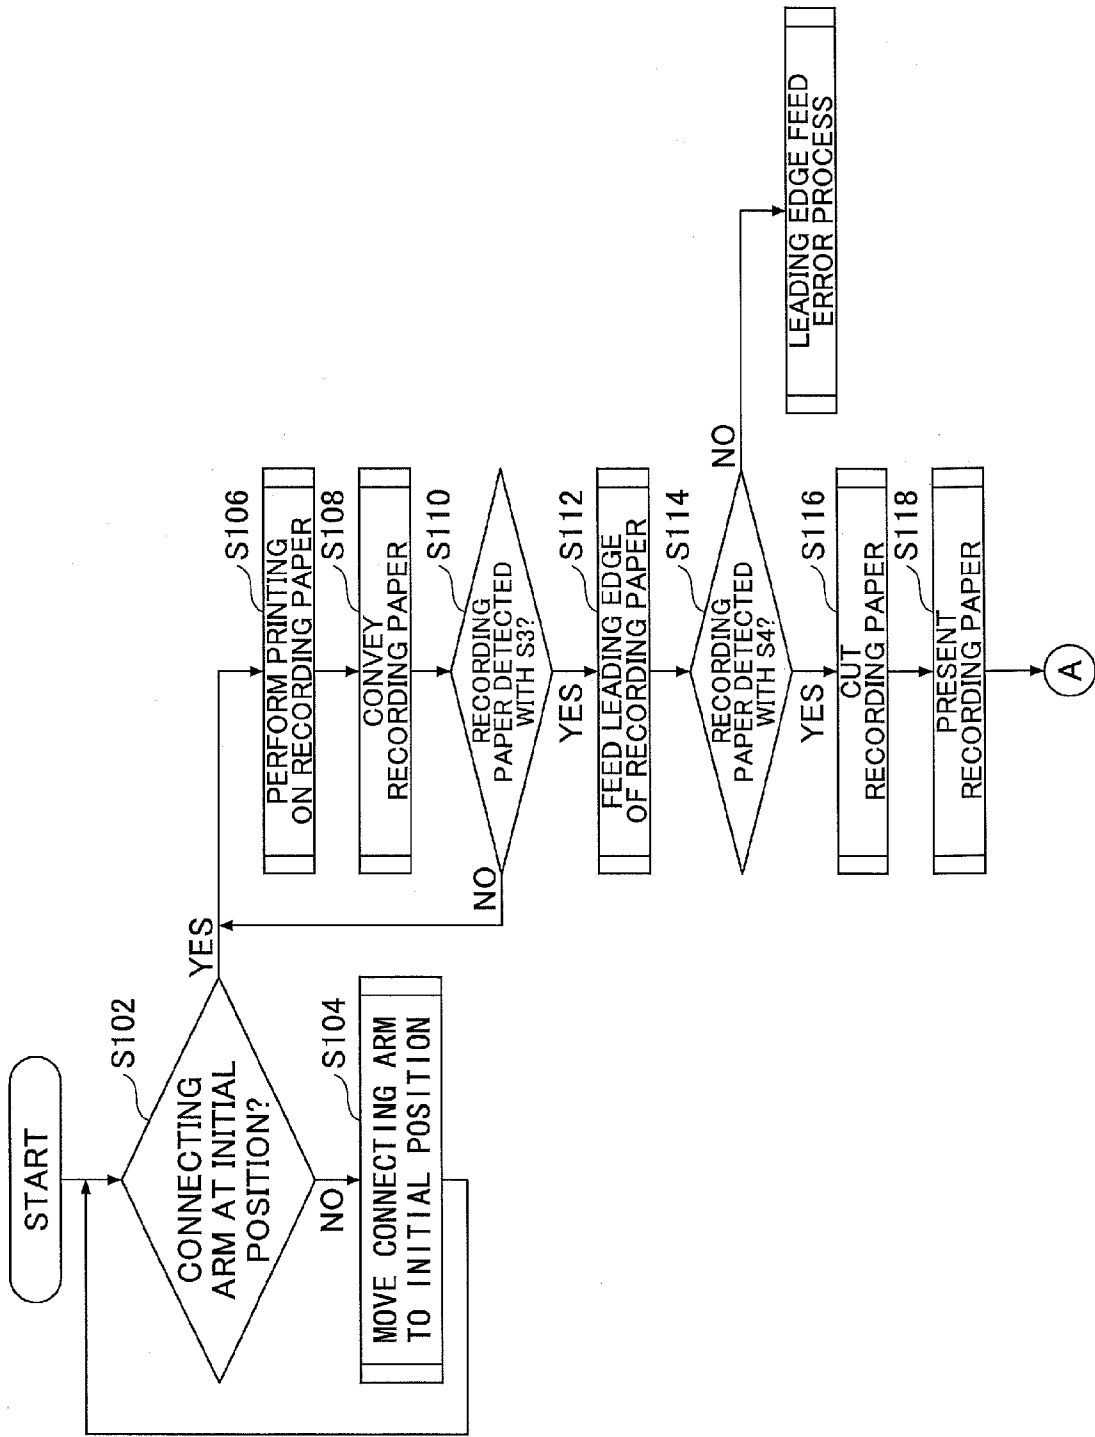 START
S102
CONNECTING
ARM AT INITIAL
POSITION?
YES
NO
S104
MOVE CONNECTING ARM
TO INITIAL POSITION
S106
PERFORM PRINTING
ON RECORDING PAPER
S108
CONVEY
RECORDING PAPER
S110
RECORDING
PAPER DETECTED
WITH S3?
NO
YES
S112
FEED LEADING EDGE
OF RECORDING PAPER
S114
RECORDING
PAPER DETECTED
WITH S4?
NO
YES
LEADING EDGE FEED
ERROR PROCESS
S116
CUT
RECORDING PAPER
S118
PRESENT
RECORDING PAPER
A